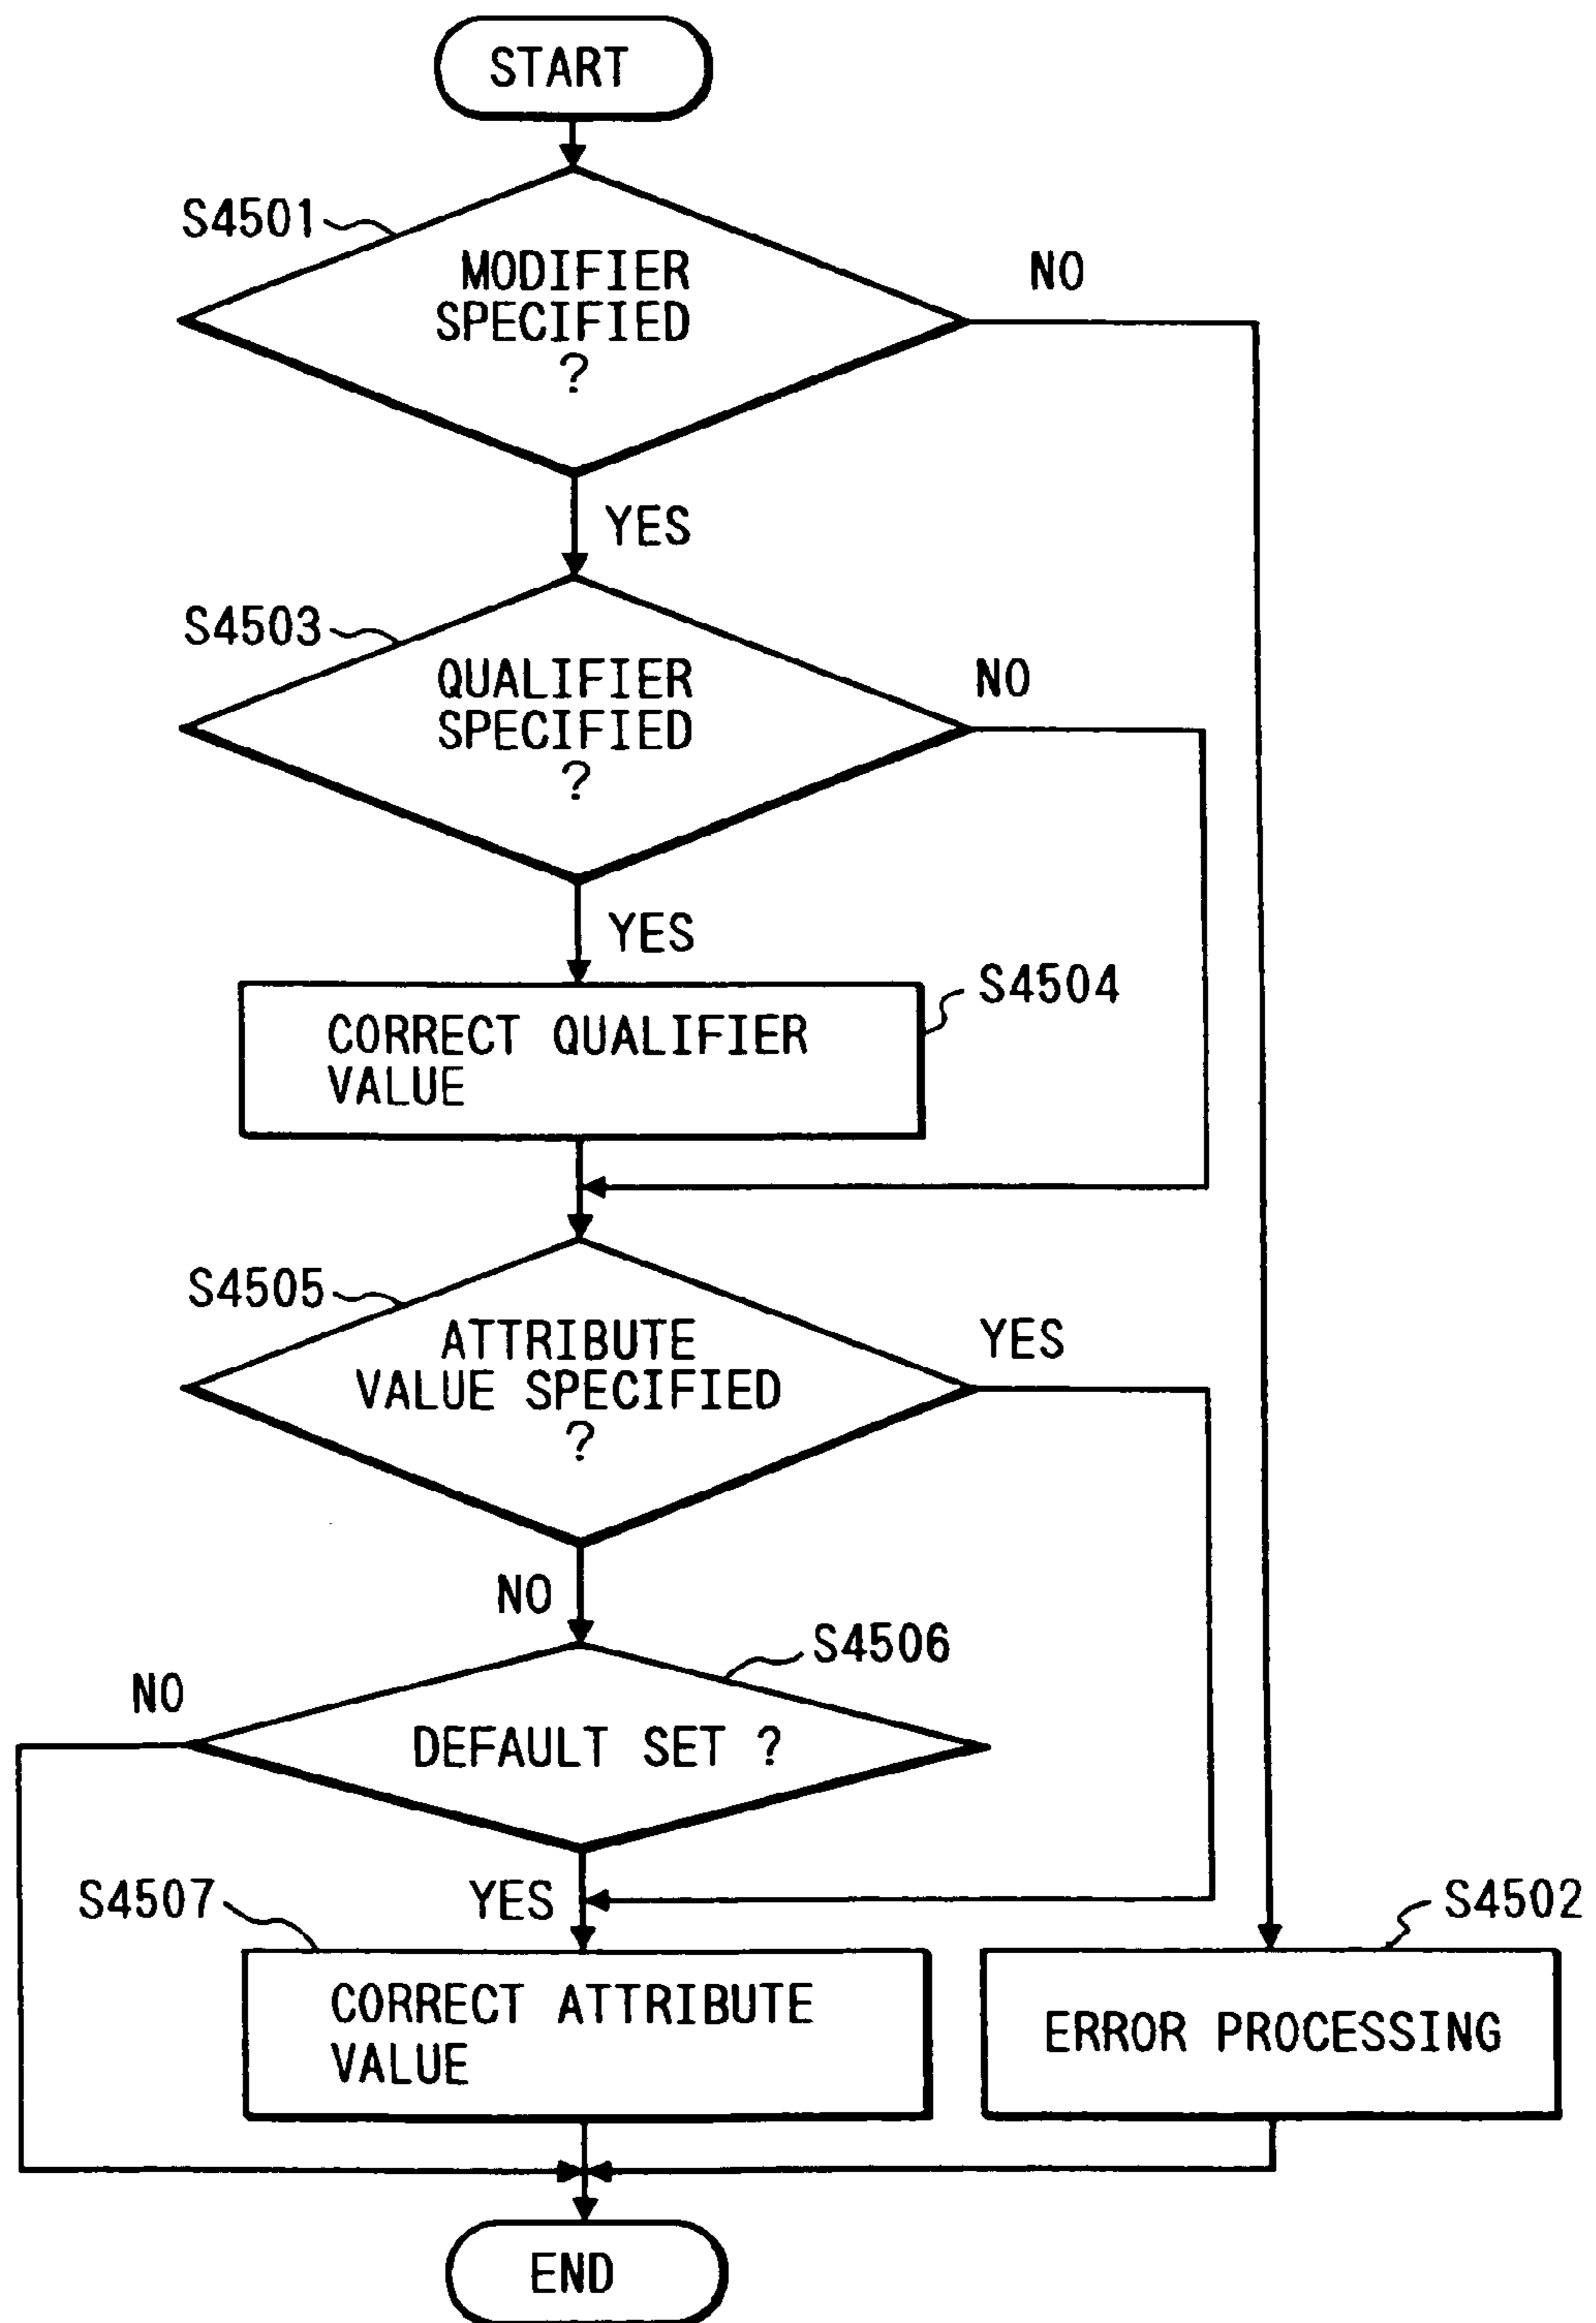 START
S4501
MODIFIER
SPECIFIED
?
NO
YES
S4503
QUALIFIER
SPECIFIED
?
NO
YES
S4504
CORRECT QUALIFIER
VALUE
S4505
ATTRIBUTE
VALUE SPECIFIED
?
YES
NO
S4506
NO
DEFAULT SET ?
YES
S4507
S4502
CORRECT ATTRIBUTE
VALUE
ERROR PROCESSING
END